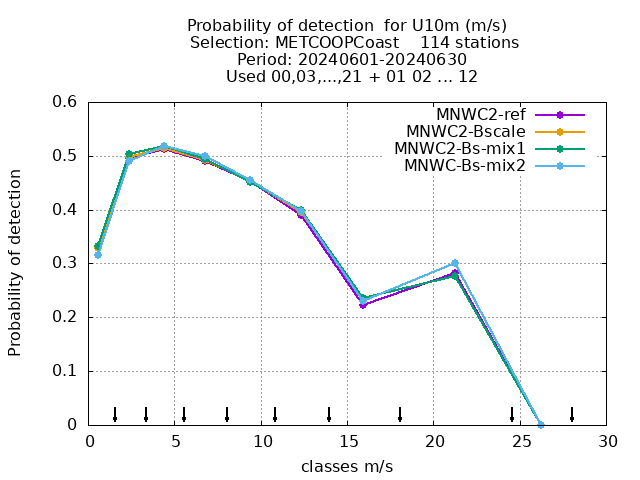 Probability of detection  for U10m (m/s)
Selection: METCOOPCoast    114 stations
Period: 20240601-20240630
Used 00,03,...,21 + 01 02 ... 12
MNWC2-ref
MNWC2-Bscale
MNWC2-Bs-mix1
MNWC-Bs-mix2
Probability of detection
0.6
0.5
0.4
0.3
0.2
0.1
0
0 5 10 15 20 25 30
classes m/s